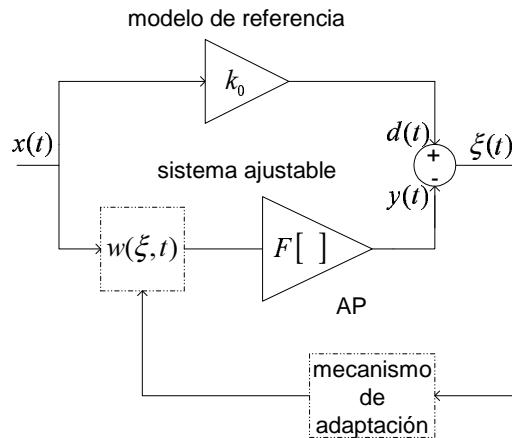 modelo de referencia
k₀
x(t)
d(t)
+
ξ(t)
-
y(t)
sistema ajustable
w(ξ,t)
F[ ]
AP
mecanismo
de
adaptación